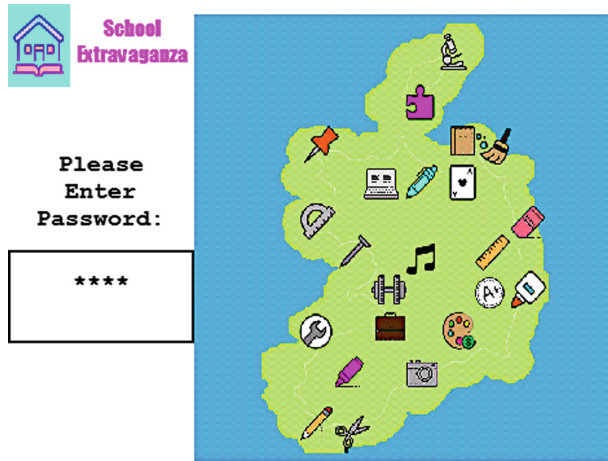 School
Extravaganza
Please
Enter
Password:
****
A
A+